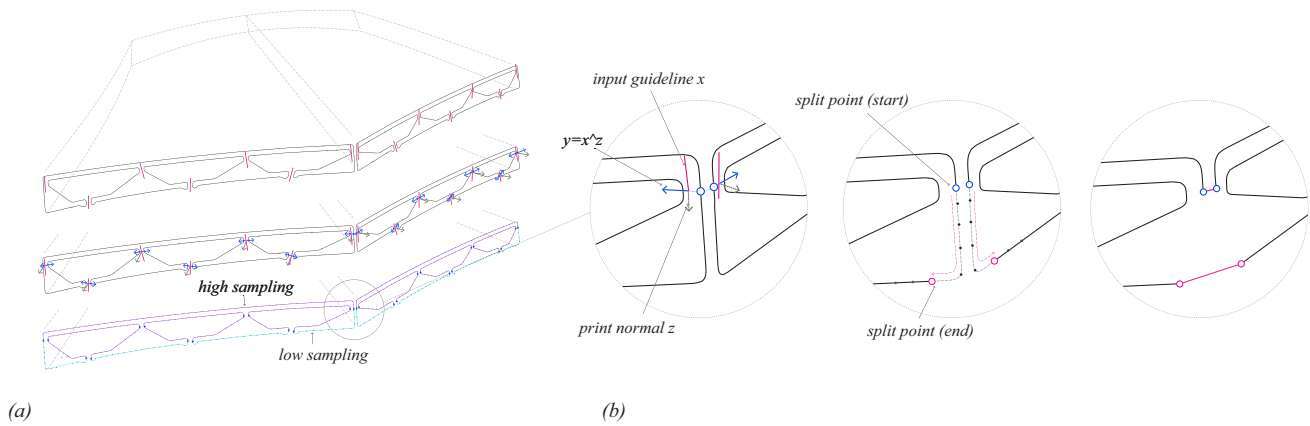 input guideline x
split point (start)
y=x^z
high sampling
print normal z
split point (end)
low sampling
(a)
(b)